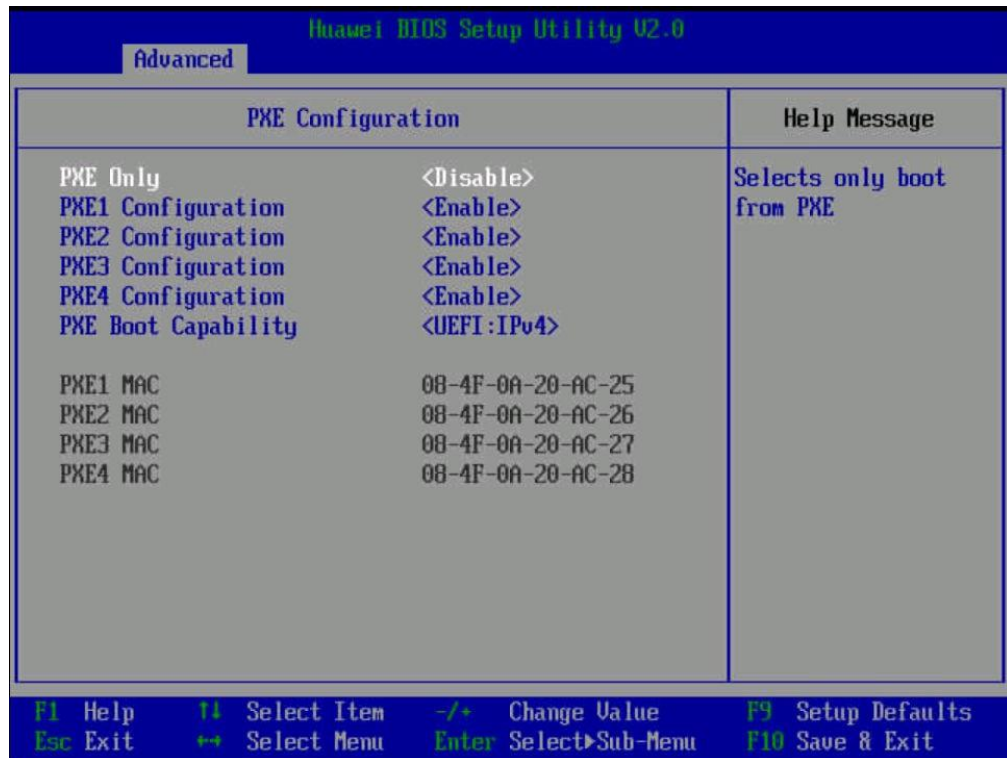 Huawei BIOS Setup Utility V2.0
Advanced
PXE Configuration
Help Message
PXE Only <Disable>
PXE1 Configuration <Enable>
PXE2 Configuration <Enable>
PXE3 Configuration <Enable>
PXE4 Configuration <Enable>
PXE Boot Capability <UEFI:IPv4>
PXE1 MAC 08-4F-0A-20-AC-25
PXE2 MAC 08-4F-0A-20-AC-26
PXE3 MAC 08-4F-0A-20-AC-27
PXE4 MAC 08-4F-0A-20-AC-28
Selects only boot
from PXE
F1 Help ↑↓ Select Item -/+ Change Value F9 Setup Defaults
Esc Exit ←→ Select Menu Enter Select▶Sub-Menu F10 Save & Exit